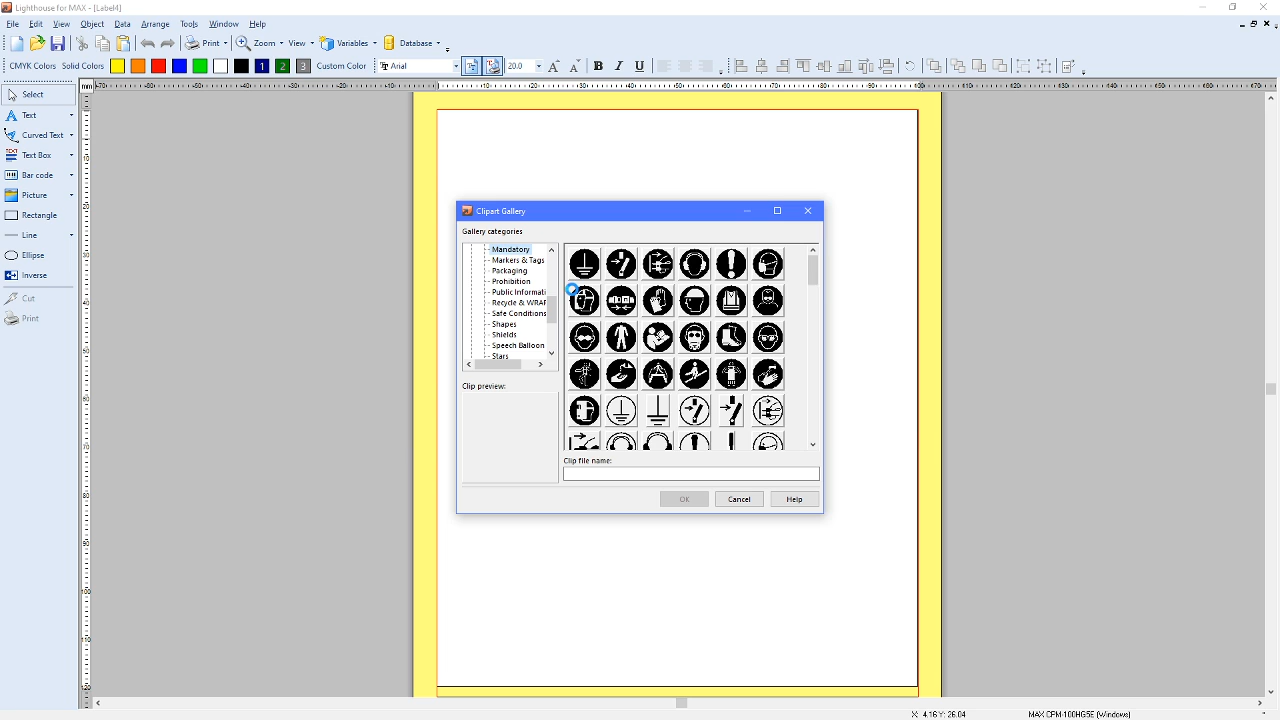 Lighthouse for MAX - [Label4]
File Edit View Object Data Arrange Tools Window Help
Print Zoom View Variables Database
CMYK Colors Solid Colors 1 2 3 Custom Color Arial 20.0 A A B I U
Select
Text
Curved Text
Text Box
Bar code
Picture
Rectangle
Line
Ellipse
Inverse
Cut
Print
Clipart Gallery
Gallery categories
Mandatory
Markers & Tags
Packaging
Prohibition
Public Informati
Recycle & WRAP
Safe Conditions
Shapes
Shields
Speech Balloon
Stars
Clip preview:
Clip file name:
OK Cancel Help
X: 4.16 Y: 26.04 MAX CPM-100HG5E (Windows)